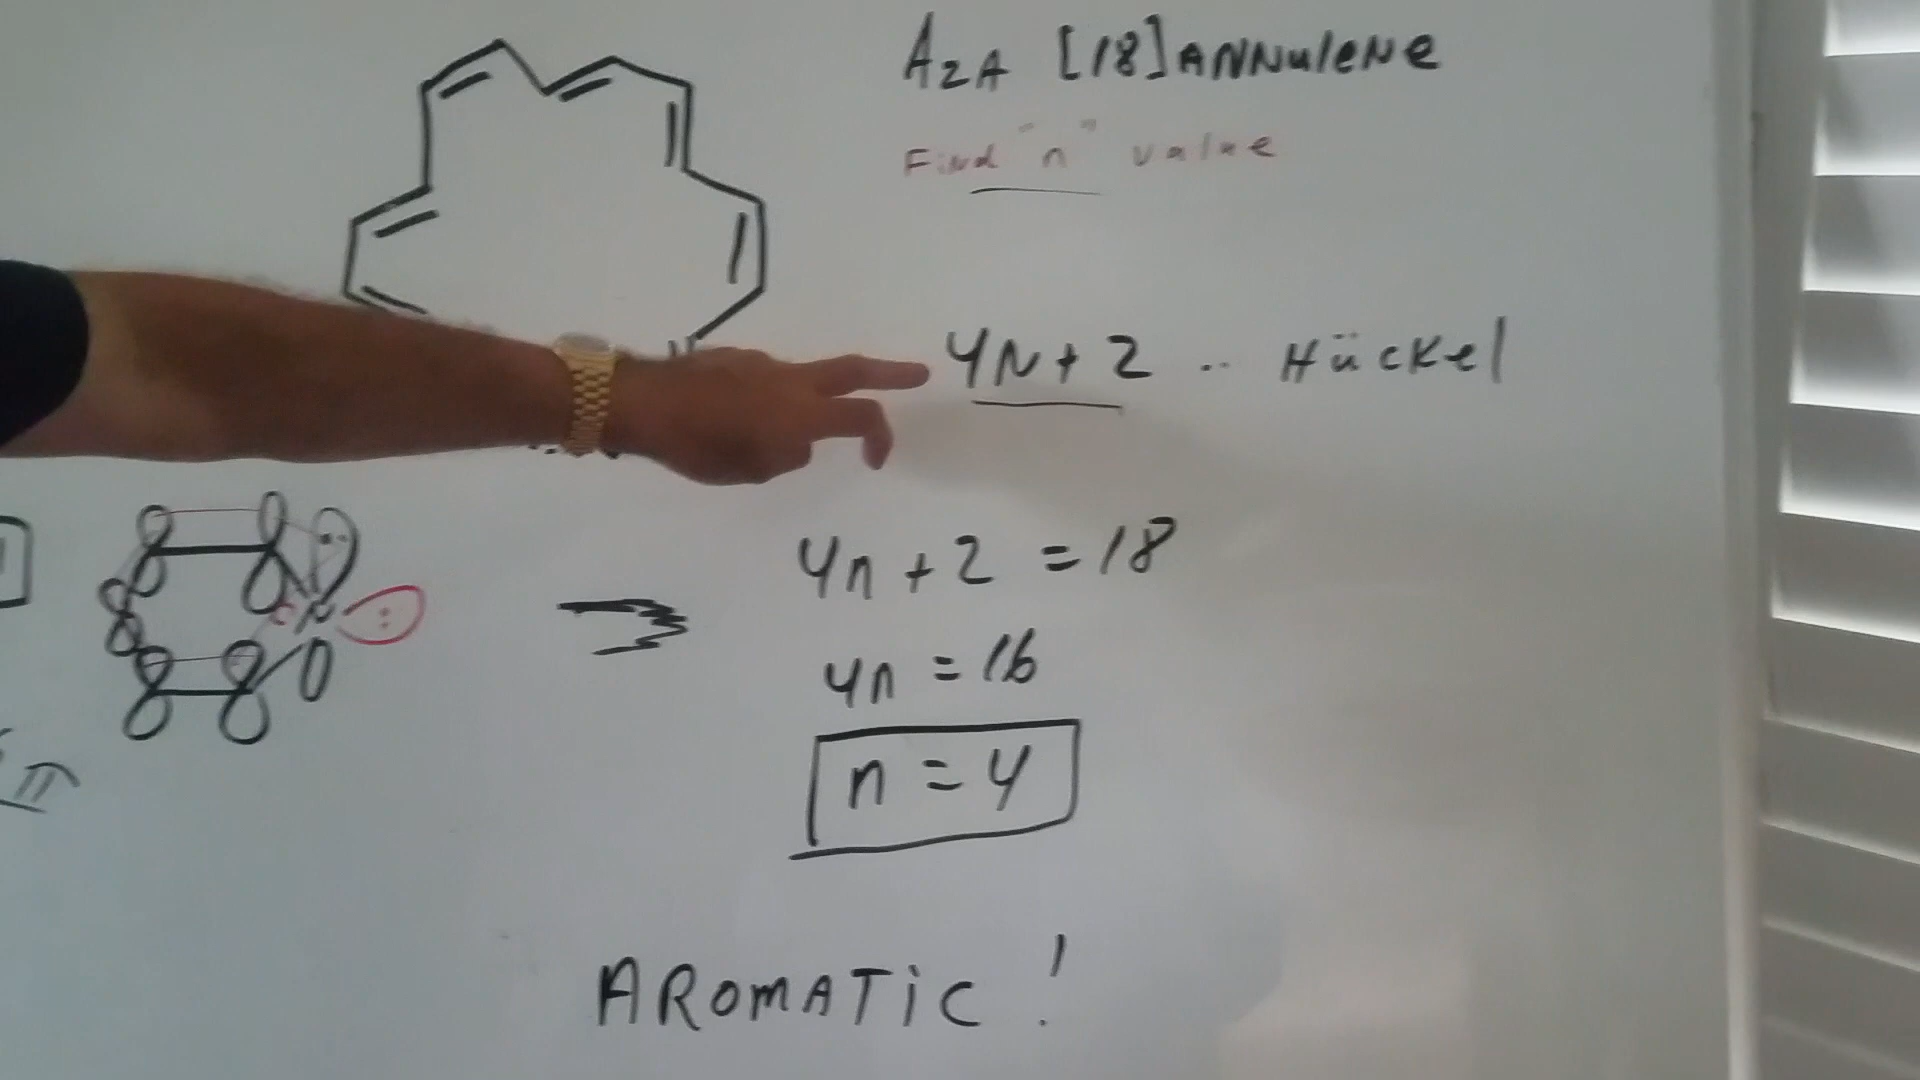 AZA [18]ANNuleNe
Find "n" value
4N+2 .. Hückel
4n+2 =18
4n =16
n = 4
N
π
AROMATIC !